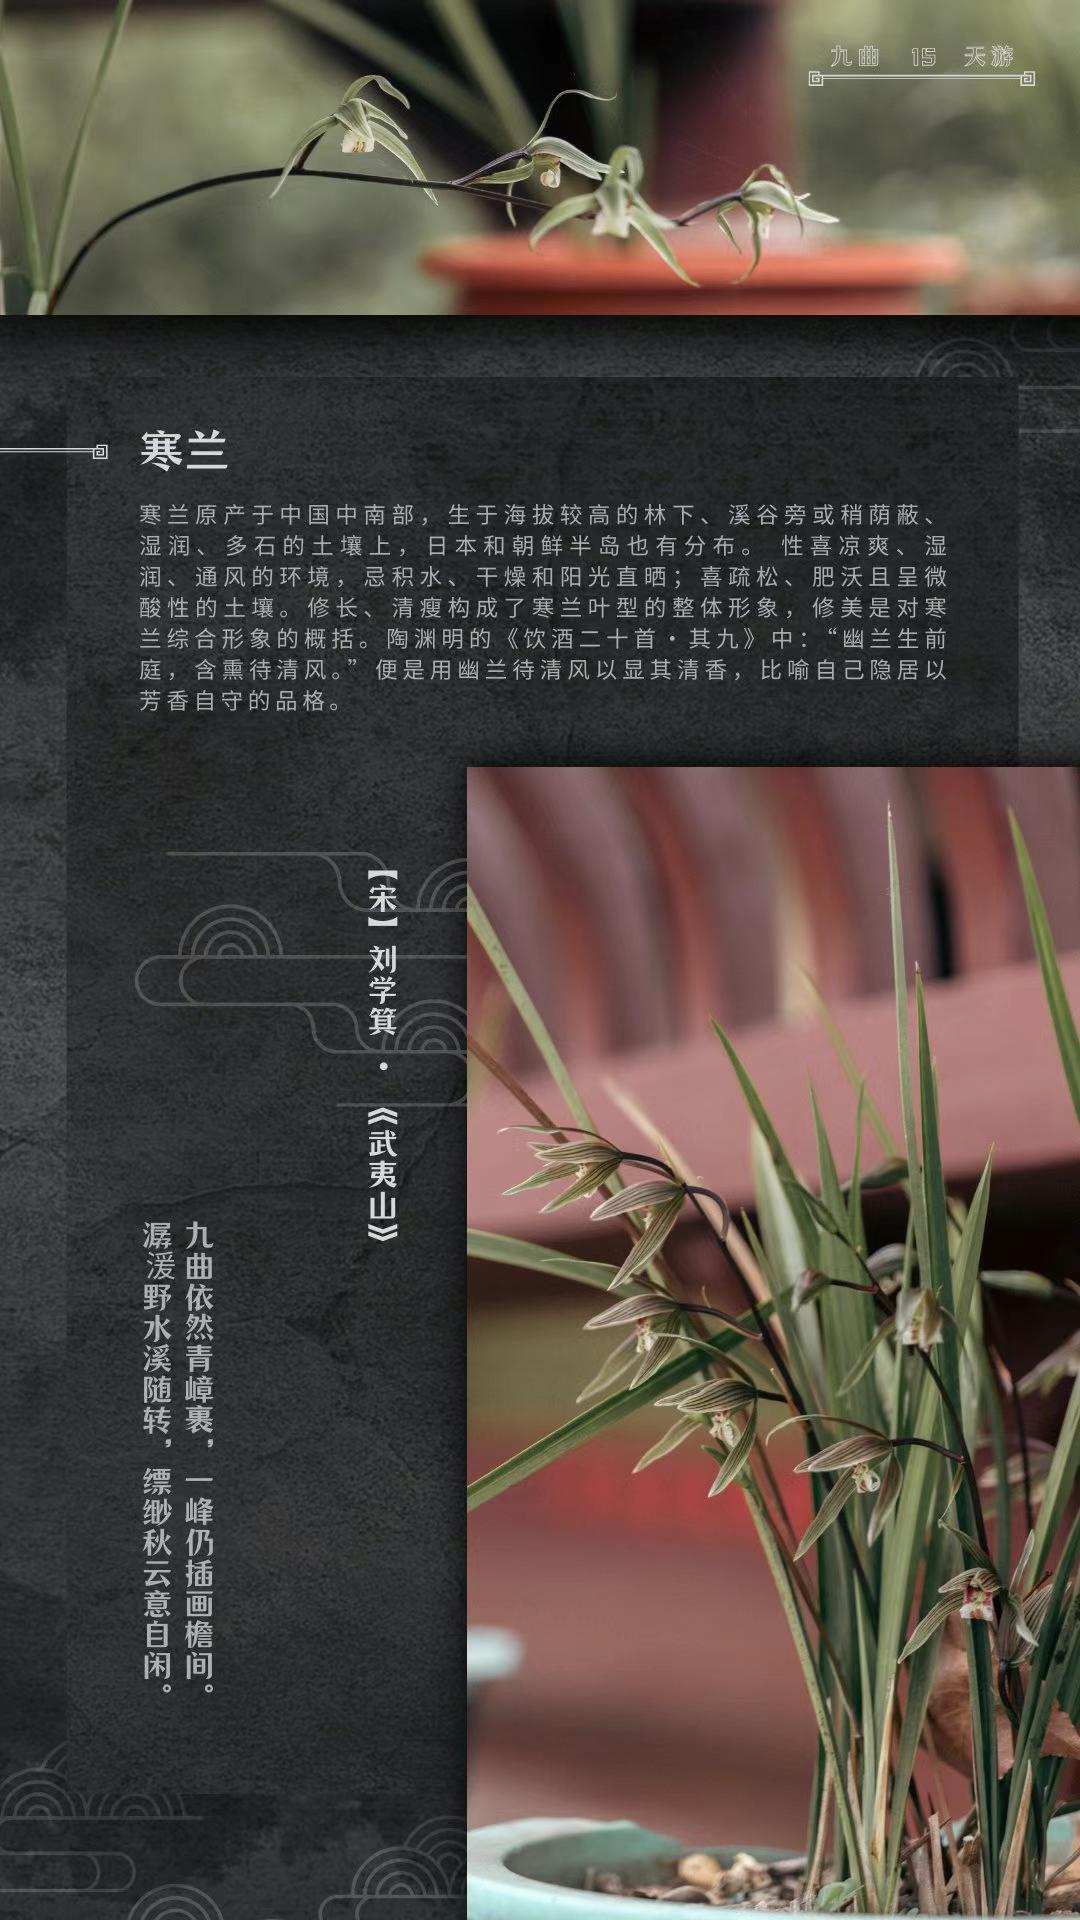 九曲 15 天游
寒兰
寒兰原产于中国中南部，生于海拔较高的林下、溪谷旁或稍荫蔽、
湿润、多石的土壤上，日本和朝鲜半岛也有分布。 性喜凉爽、湿
润、通风的环境，忌积水、干燥和阳光直晒；喜疏松、肥沃且呈微
酸性的土壤。修长、清瘦构成了寒兰叶型的整体形象，修美是对寒
兰综合形象的概括。陶渊明的《饮酒二十首·其九》中：“幽兰生前
庭，含熏待清风。” 便是用幽兰待清风以显其清香，比喻自己隐居以
芳香自守的品格。
【宋】刘学箕·《武夷山》
九曲依然青嶂裹，一峰仍插画檐间。
潺湲野水溪随转，缥缈秋云意自闲。